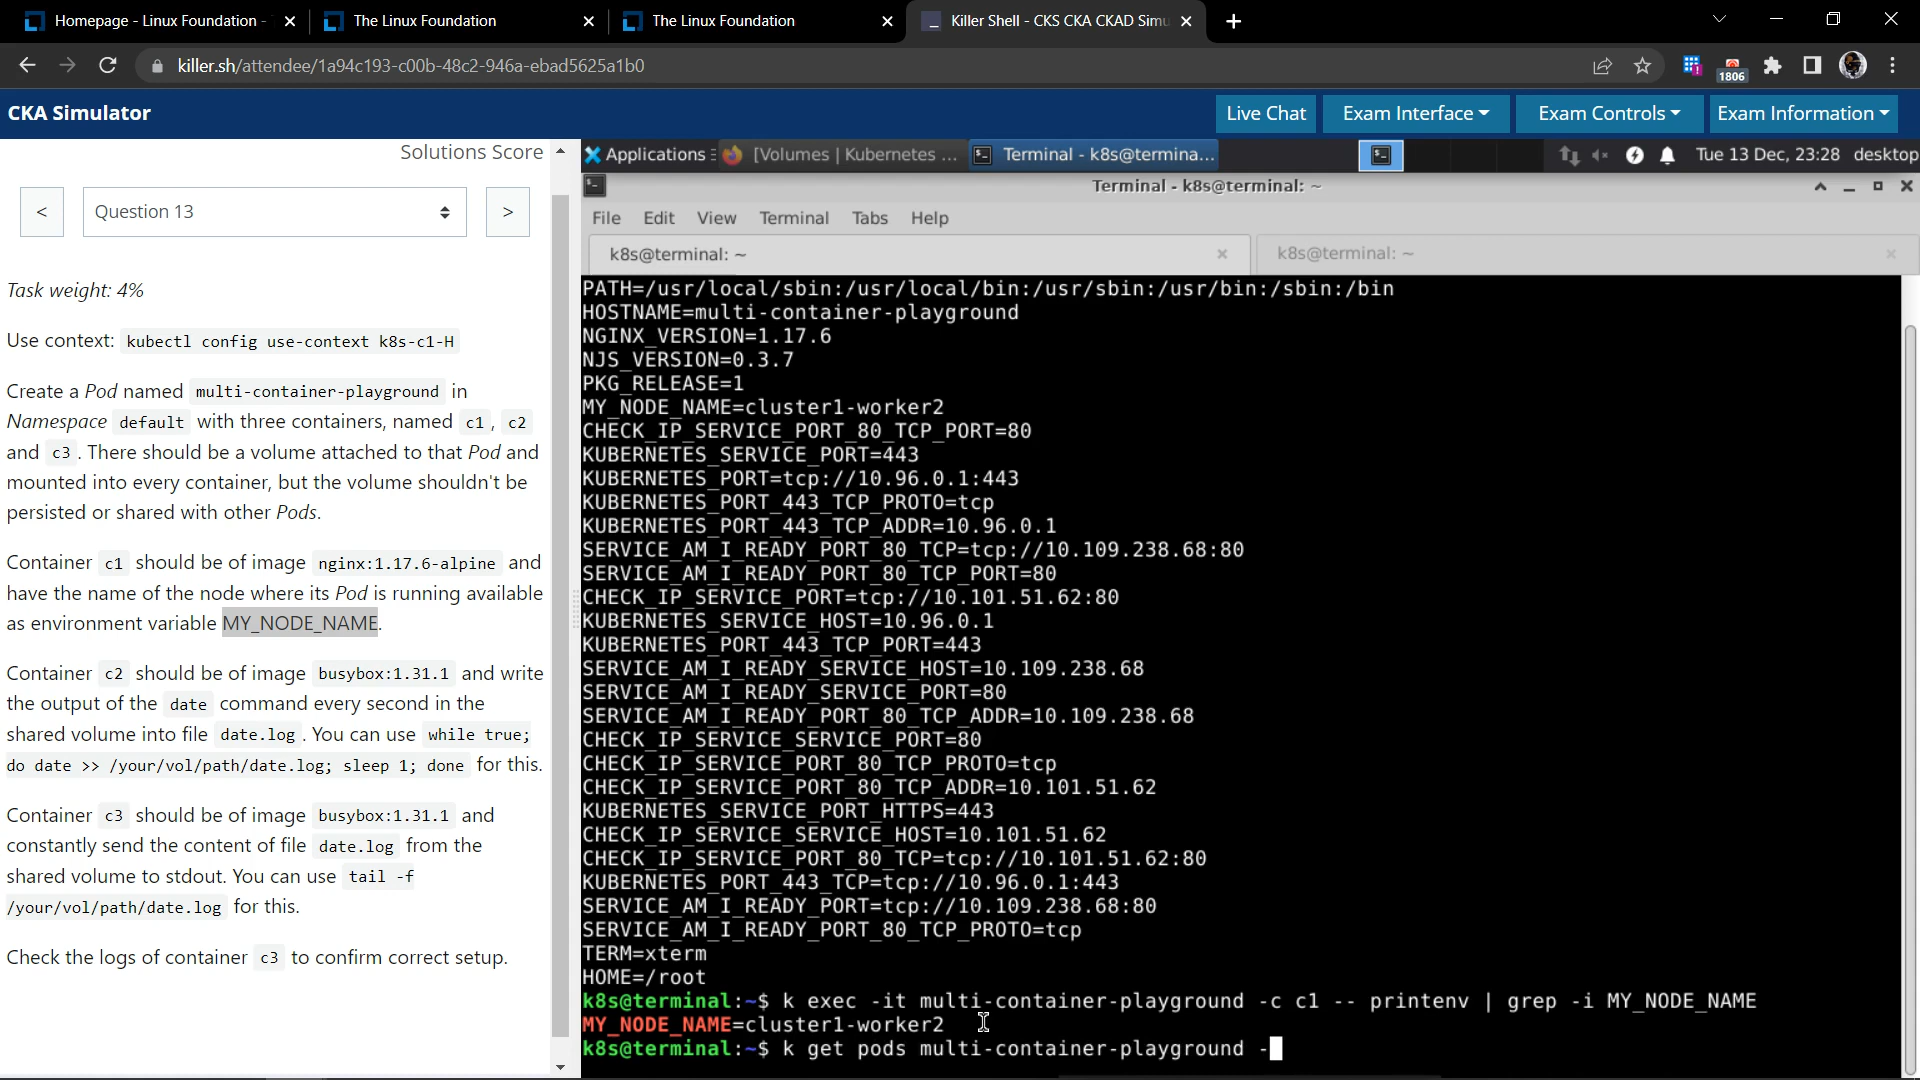 Homepage - Linux Foundation -
The Linux Foundation
The Linux Foundation
Killer Shell - CKS CKA CKAD Simu
killer.sh/attendee/1a94c193-c00b-48c2-946a-ebad5625a1b0
1806
CKA Simulator
Live Chat
Exam Interface
Exam Controls
Exam Information
Solutions Score
<
Question 13
>
Task weight: 4%
Use context: kubectl config use-context k8s-c1-H
Create a Pod named multi-container-playground in
Namespace default with three containers, named c1, c2
and c3. There should be a volume attached to that Pod and
mounted into every container, but the volume shouldn't be
persisted or shared with other Pods.
Container c1 should be of image nginx:1.17.6-alpine and
have the name of the node where its Pod is running available
as environment variable MY_NODE_NAME.
Container c2 should be of image busybox:1.31.1 and write
the output of the date command every second in the
shared volume into file date.log. You can use while true;
do date >> /your/vol/path/date.log; sleep 1; done for this.
Container c3 should be of image busybox:1.31.1 and
constantly send the content of file date.log from the
shared volume to stdout. You can use tail -f
/your/vol/path/date.log for this.
Check the logs of container c3 to confirm correct setup.
Applications
[Volumes | Kubernetes ...
Terminal - k8s@termina...
Tue 13 Dec, 23:28 desktop
Terminal - k8s@terminal: ~
File Edit View Terminal Tabs Help
k8s@terminal: ~
k8s@terminal: ~
PATH=/usr/local/sbin:/usr/local/bin:/usr/sbin:/usr/bin:/sbin:/bin
HOSTNAME=multi-container-playground
NGINX_VERSION=1.17.6
NJS_VERSION=0.3.7
PKG_RELEASE=1
MY_NODE_NAME=cluster1-worker2
CHECK_IP_SERVICE_PORT_80_TCP_PORT=80
KUBERNETES_SERVICE_PORT=443
KUBERNETES_PORT=tcp://10.96.0.1:443
KUBERNETES_PORT_443_TCP_PROTO=tcp
KUBERNETES_PORT_443_TCP_ADDR=10.96.0.1
SERVICE_AM_I_READY_PORT_80_TCP=tcp://10.109.238.68:80
SERVICE_AM_I_READY_PORT_80_TCP_PORT=80
CHECK_IP_SERVICE_PORT=tcp://10.101.51.62:80
KUBERNETES_SERVICE_HOST=10.96.0.1
KUBERNETES_PORT_443_TCP_PORT=443
SERVICE_AM_I_READY_SERVICE_HOST=10.109.238.68
SERVICE_AM_I_READY_SERVICE_PORT=80
SERVICE_AM_I_READY_PORT_80_TCP_ADDR=10.109.238.68
CHECK_IP_SERVICE_SERVICE_PORT=80
CHECK_IP_SERVICE_PORT_80_TCP_PROTO=tcp
CHECK_IP_SERVICE_PORT_80_TCP_ADDR=10.101.51.62
KUBERNETES_SERVICE_PORT_HTTPS=443
CHECK_IP_SERVICE_SERVICE_HOST=10.101.51.62
CHECK_IP_SERVICE_PORT_80_TCP=tcp://10.101.51.62:80
KUBERNETES_PORT_443_TCP=tcp://10.96.0.1:443
SERVICE_AM_I_READY_PORT=tcp://10.109.238.68:80
SERVICE_AM_I_READY_PORT_80_TCP_PROTO=tcp
TERM=xterm
HOME=/root
k8s@terminal:~$ k exec -it multi-container-playground -c c1 -- printenv | grep -i MY_NODE_NAME
MY_NODE_NAME=cluster1-worker2
k8s@terminal:~$ k get pods multi-container-playground -